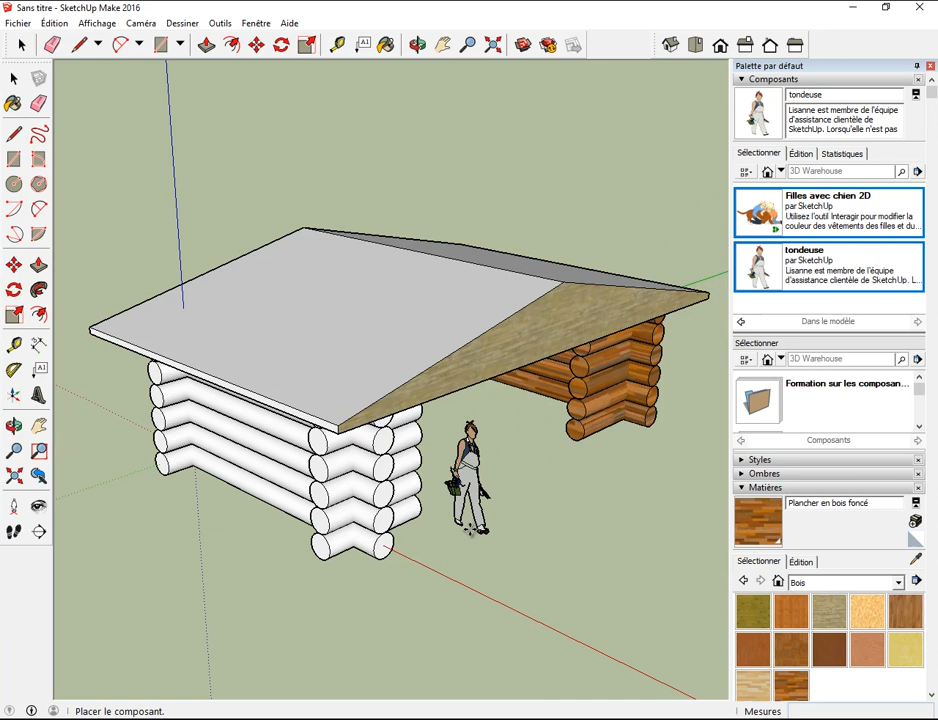 Sans titre - SketchUp Make 2016
Fichier Édition Affichage Caméra Dessiner Outils Fenêtre Aide
A1
Palette par défaut
Composants
tondeuse
Lisanne est membre de l'équipe
d'assistance clientèle de
SketchUp. Lorsqu'elle n'est pas
Sélectionner Édition Statistiques
3D Warehouse
Filles avec chien 2D
par SketchUp
Utilisez l'outil Interagir pour modifier la
couleur des vêtements des filles et du...
tondeuse
par SketchUp
Lisanne est membre de l'équipe
d'assistance clientèle de SketchUp. L...
Dans le modèle
Sélectionner
3D Warehouse
Formation sur les composan...
Composants
Styles
Ombres
Matières
Plancher en bois foncé
Sélectionner Édition
Bois
A1
Placer le composant.
Mesures